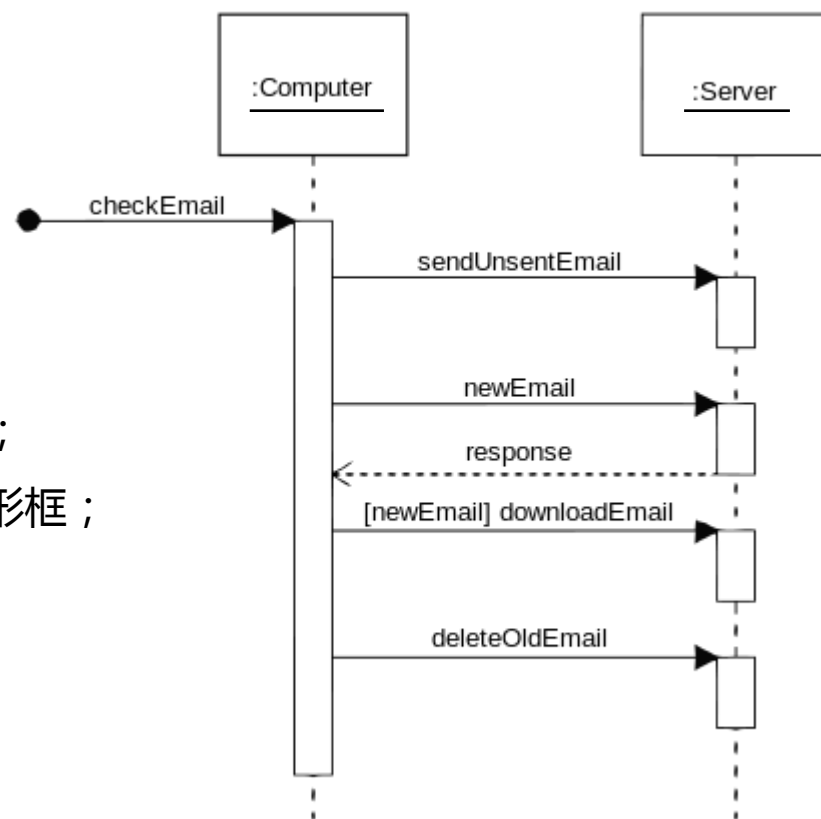 :Computer
:Server
checkEmail
sendUnsentEmail
newEmail
;
response
形框；
[newEmail] downloadEmail
deleteOldEmail